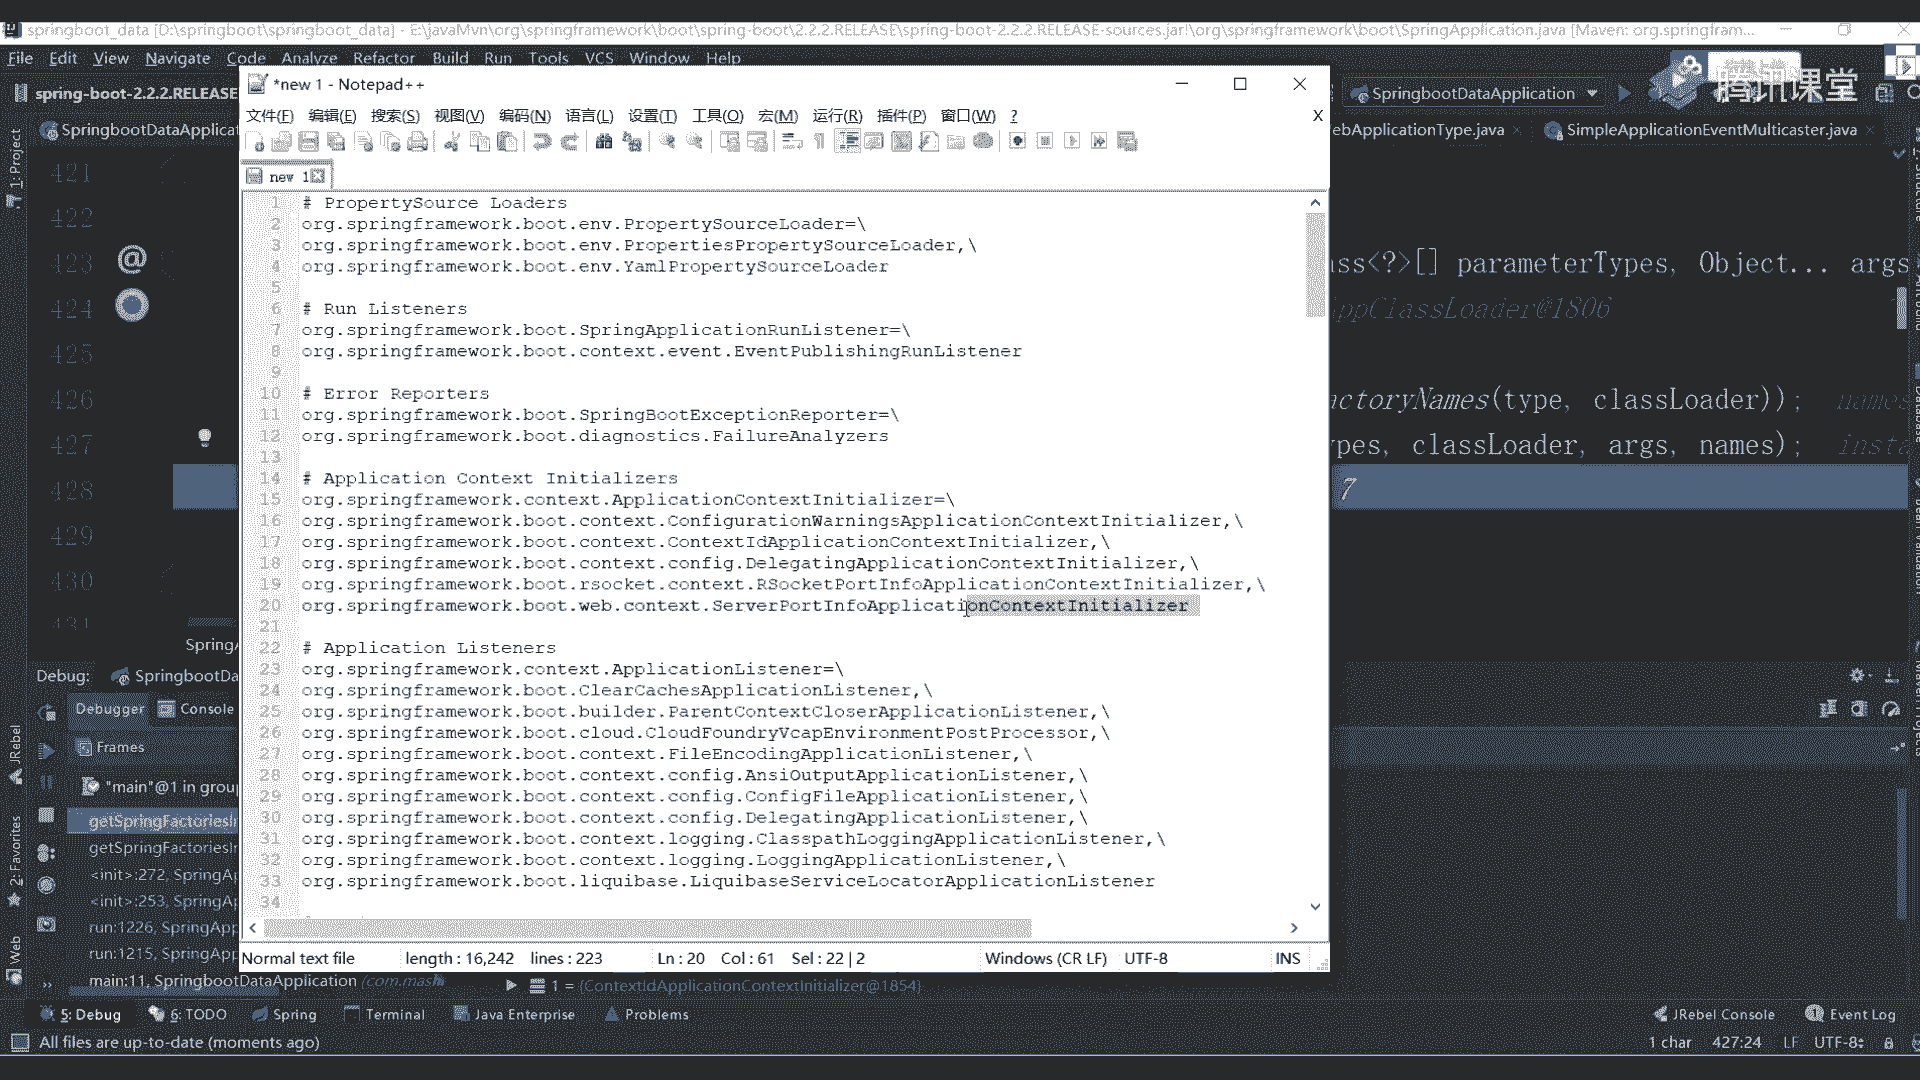 springboot_data [D:\springboot\springboot_data] - E:\javaMvn\org\springframework\boot\spring-boot\2.2.2.RELEASE\spring-boot-2.2.2.RELEASE-sources.jar!\org\springframework\boot\SpringApplication.java [Maven: org.springfram...
File Edit View Navigate Code Analyze Refactor Build Run Tools VCS Window Help
spring-boot-2.2.2.RELEASE
SpringbootDataApplication
腾讯课堂
SpringbootDataApplicat
ebApplicationType.java
SimpleApplicationEventMulticaster.java
*new 1 - Notepad++
文件(F) 编辑(E) 搜索(S) 视图(V) 编码(N) 语言(L) 设置(T) 工具(O) 宏(M) 运行(R) 插件(P) 窗口(W) ? X
new 1
1 # PropertySource Loaders
2 org.springframework.boot.env.PropertySourceLoader=\
3 org.springframework.boot.env.PropertiesPropertySourceLoader,\
4 org.springframework.boot.env.YamlPropertySourceLoader
5
6 # Run Listeners
7 org.springframework.boot.SpringApplicationRunListener=\
8 org.springframework.boot.context.event.EventPublishingRunListener
9
10 # Error Reporters
11 org.springframework.boot.SpringBootExceptionReporter=\
12 org.springframework.boot.diagnostics.FailureAnalyzers
13
14 # Application Context Initializers
15 org.springframework.context.ApplicationContextInitializer=\
16 org.springframework.boot.context.ConfigurationWarningsApplicationContextInitializer,\
17 org.springframework.boot.context.ContextIdApplicationContextInitializer,\
18 org.springframework.boot.context.config.DelegatingApplicationContextInitializer,\
19 org.springframework.boot.rsocket.context.RSocketPortInfoApplicationContextInitializer,\
20 org.springframework.boot.web.context.ServerPortInfoApplicationContextInitializer
21
22 # Application Listeners
23 org.springframework.context.ApplicationListener=\
24 org.springframework.boot.ClearCachesApplicationListener,\
25 org.springframework.boot.builder.ParentContextCloserApplicationListener,\
26 org.springframework.boot.cloud.CloudFoundryVcapEnvironmentPostProcessor,\
27 org.springframework.boot.context.FileEncodingApplicationListener,\
28 org.springframework.boot.context.config.AnsiOutputApplicationListener,\
29 org.springframework.boot.context.config.ConfigFileApplicationListener,\
30 org.springframework.boot.context.config.DelegatingApplicationListener,\
31 org.springframework.boot.context.logging.ClasspathLoggingApplicationListener,\
32 org.springframework.boot.context.logging.LoggingApplicationListener,\
33 org.springframework.boot.liquibase.LiquibaseServiceLocatorApplicationListener
34
Normal text file length : 16,242 lines : 223 Ln : 20 Col : 61 Sel : 22 | 2 Windows (CR LF) UTF-8 INS
421
422
423
424
425
426
427
428
429
430
431
ass<?>[] parameterTypes, Object... args
AppClassLoader@1806
actoryNames(type, classLoader)); names
pes, classLoader, args, names); insta
7
1: Project
JRebel
2: Favorites
Web
SpringA
Debug: SpringbootDa
Debugger Console
Frames
"main"@1 in group
getSpringFactoriesIn
getSpringFactoriesIn
<init>:272, SpringAp
<init>:253, SpringAp
run:1226, SpringApp
run:1215, SpringApp
main:11, SpringbootDataApplication (com.mash
1 = {ContextIdApplicationContextInitializer@1854}
5: Debug 6: TODO Spring Terminal Java Enterprise Problems JRebel Console Event Log
All files are up-to-date (moments ago) 1 char 427:24 LF UTF-8